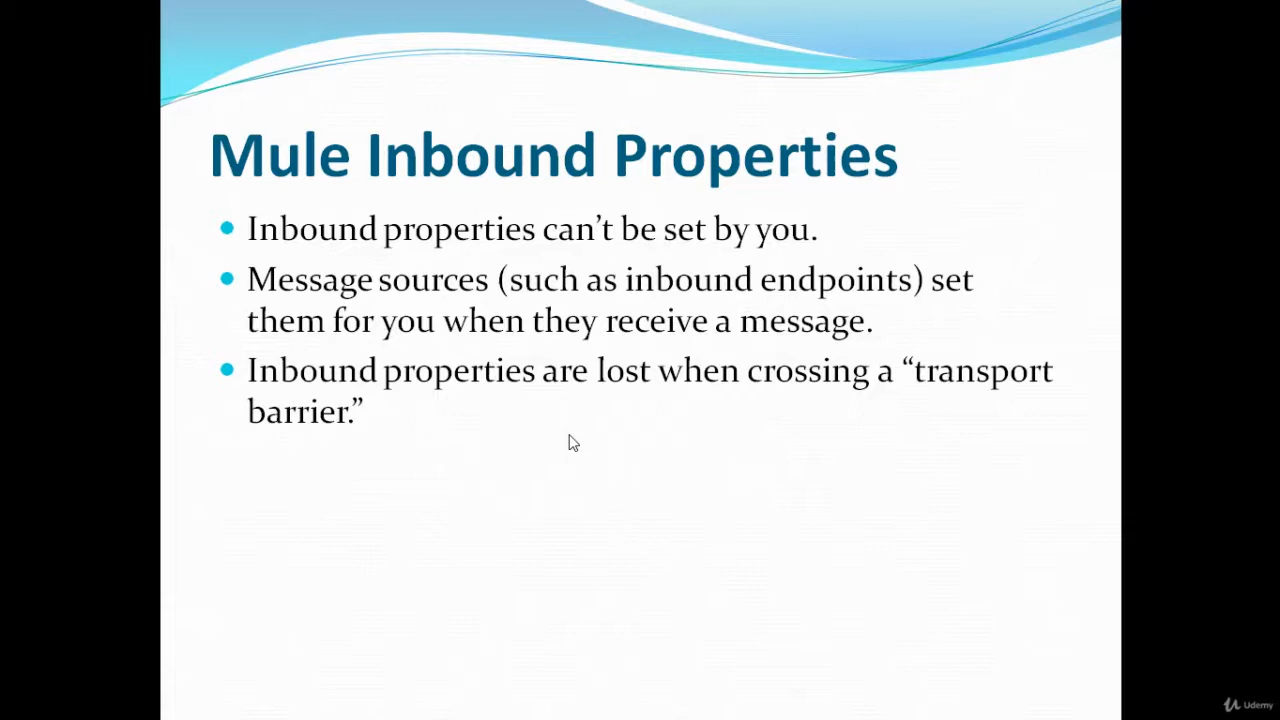 Mule Inbound Properties
• Inbound properties can’t be set by you.
• Message sources (such as inbound endpoints) set
them for you when they receive a message.
• Inbound properties are lost when crossing a “transport
barrier.”
Udemy